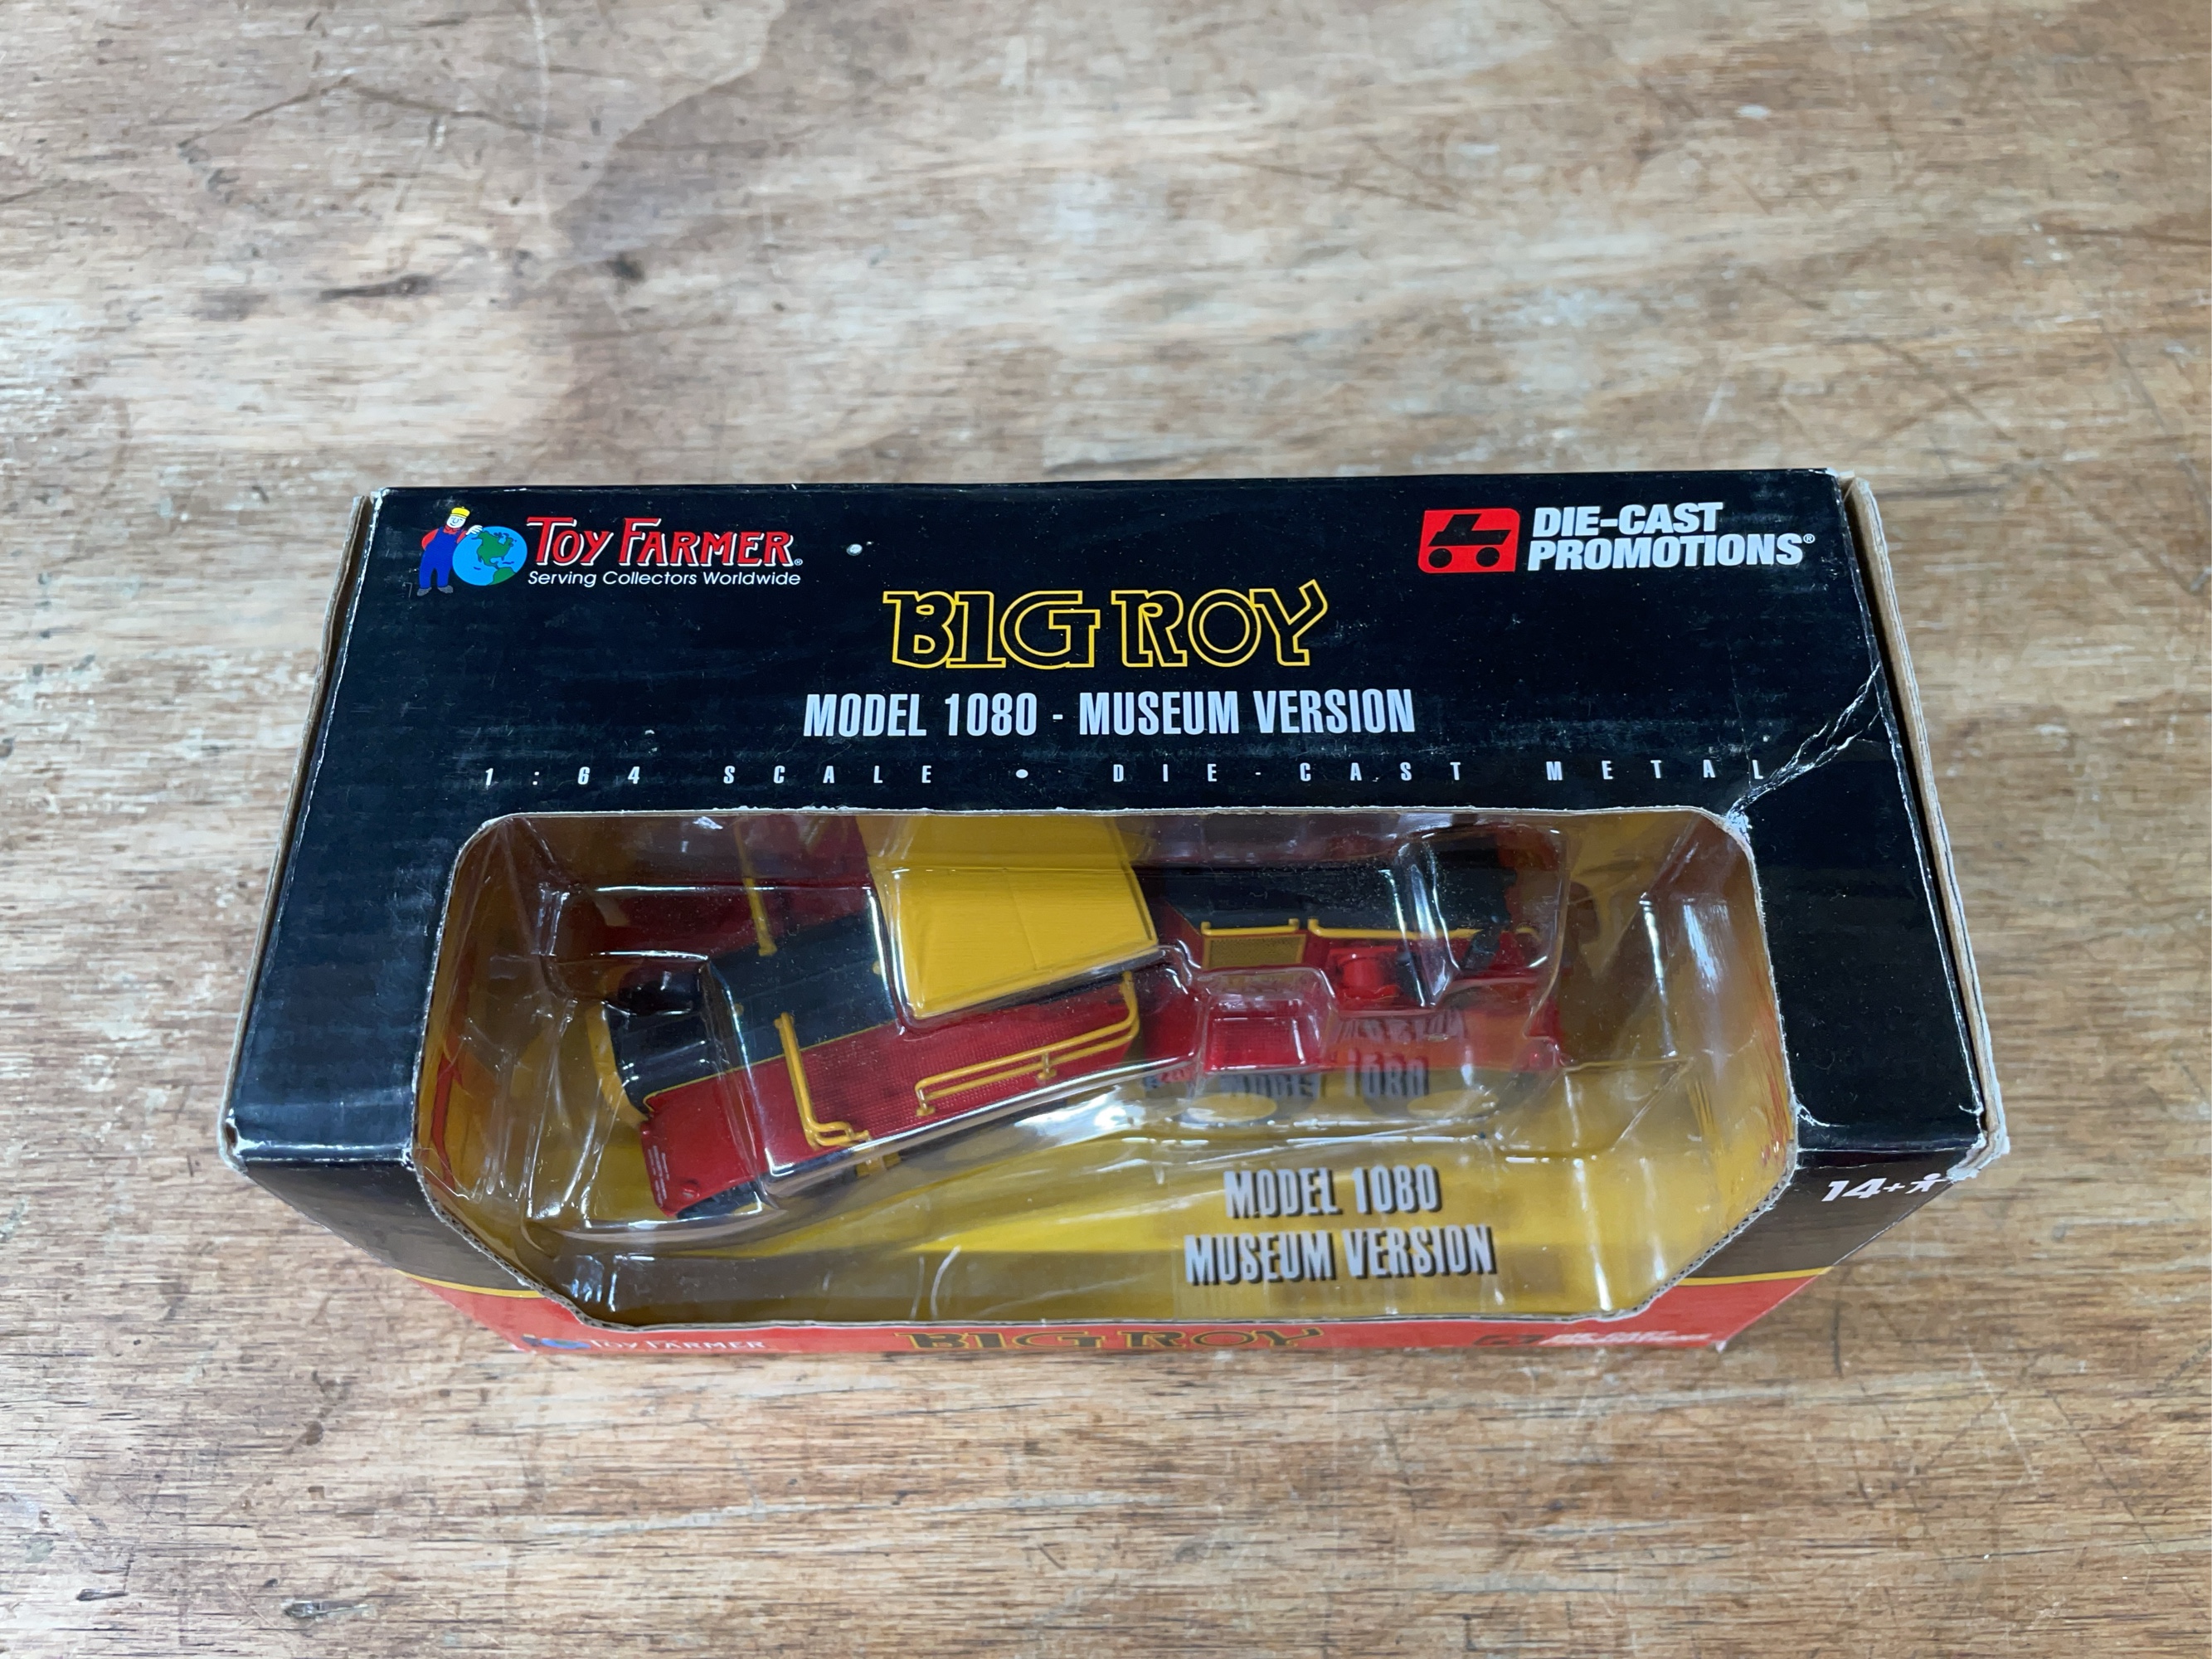 TOY FARMER®
Serving Collectors Worldwide
DIE-CAST
PROMOTIONS®
BIG ROY
MODEL 1080 - MUSEUM VERSION
1:64 SCALE • DIE-CAST METAL
MODEL 1080
MUSEUM VERSION
14+
TOY FARMER
BIG ROY